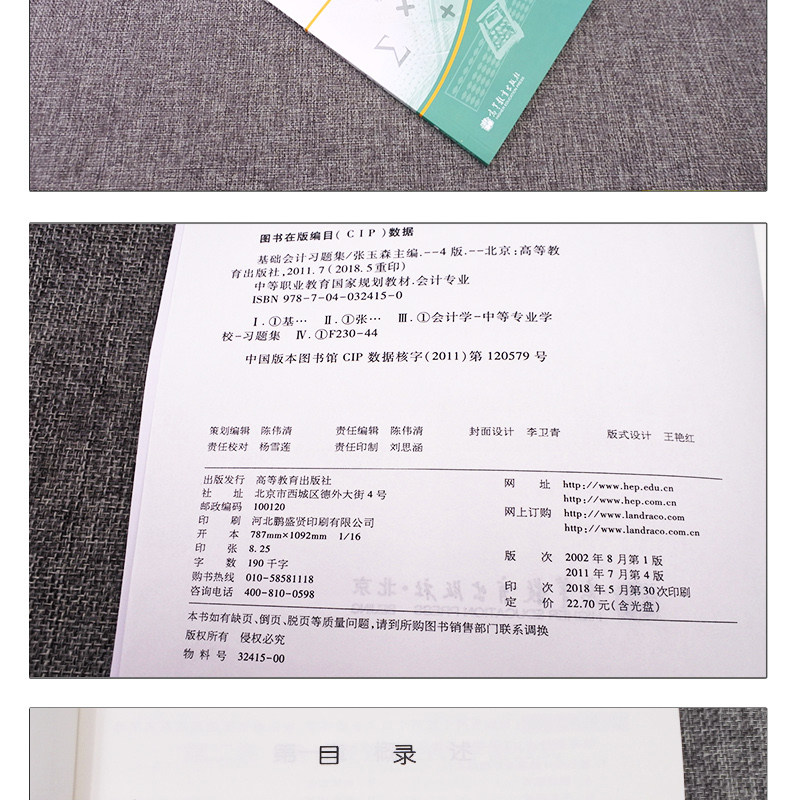 高等教育出版社
图书在版编目(CIP)数据
基础会计习题集/张玉森主编.--4版.--北京:高等教
育出版社,2011.7(2018.5重印)
中等职业教育国家规划教材.会计专业
ISBN 978-7-04-032415-0
Ⅰ.①基… Ⅱ.①张… Ⅲ.①会计学-中等专业学
校-习题集 Ⅳ.①F230-44
中国版本图书馆CIP数据核字(2011)第120579号
策划编辑 陈伟清 责任编辑 陈伟清 封面设计 李卫青 版式设计 王艳红
责任校对 杨雪莲 责任印制 刘思涵
出版发行 高等教育出版社
社 址 北京市西城区德外大街4号
邮政编码 100120
印 刷 河北鹏盛贤印刷有限公司
开 本 787mm×1092mm 1/16
印 张 8.25
字 数 190千字
购书热线 010-58581118
咨询电话 400-810-0598
网 址 http://www.hep.edu.cn
http://www.hep.com.cn
网上订购 http://www.landraco.com
http://www.landraco.com.cn
版 次 2002年8月第1版
2011年7月第4版
印 次 2018年5月第30次印刷
定 价 22.70元(含光盘)
本书如有缺页、倒页、脱页等质量问题,请到所购图书销售部门联系调换
版权所有 侵权必究
物 料 号 32415-00
目 录